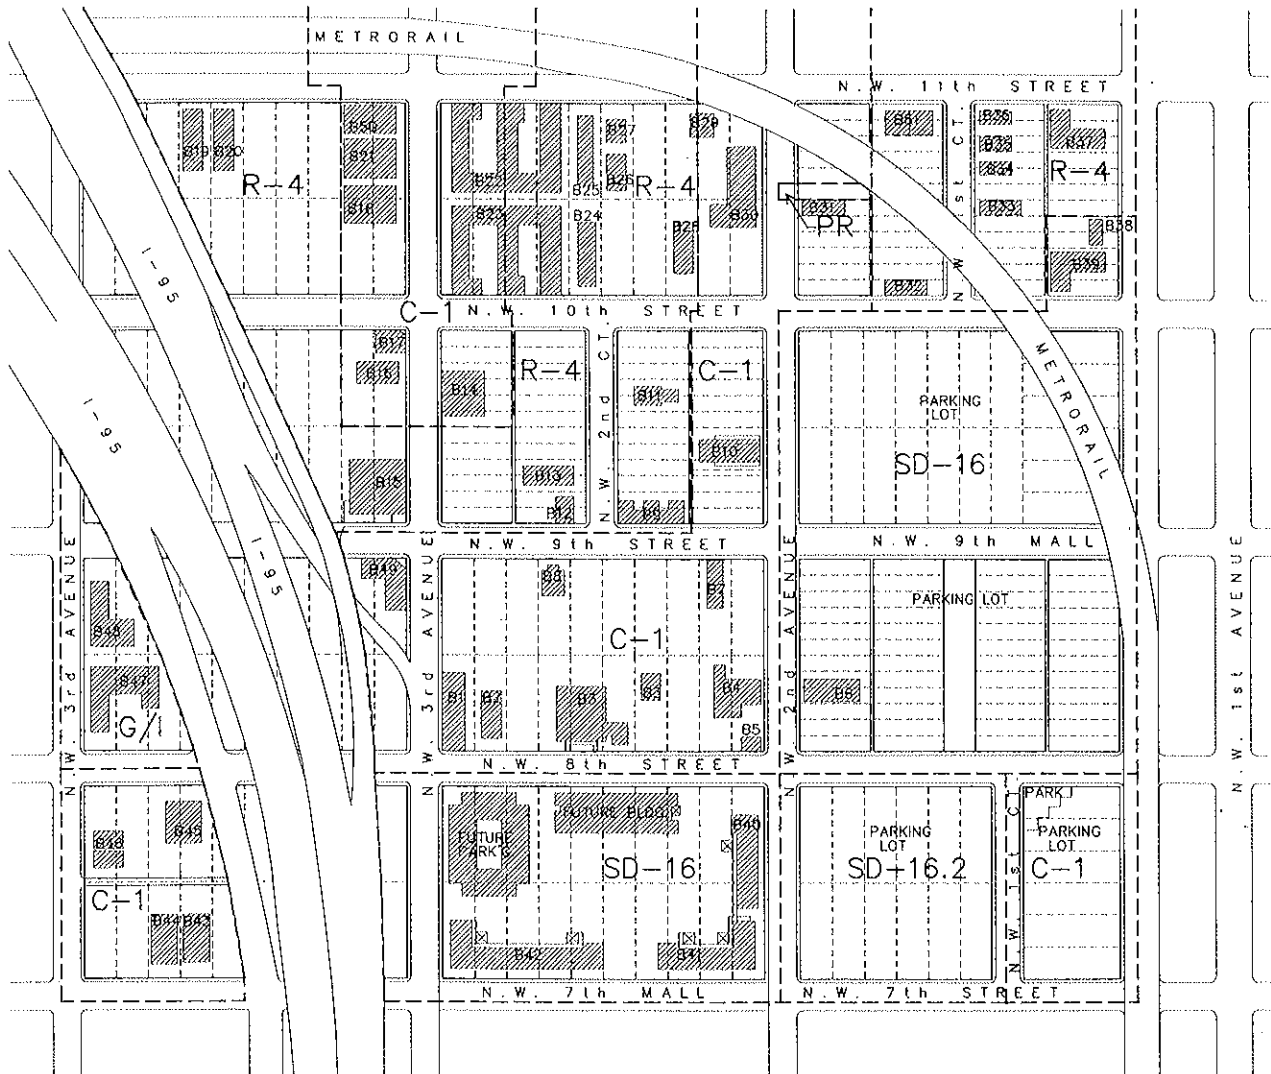 METRORAIL
N.W. 11th STREET
B19
B20
B50
B21
B18
R-4
B22
B23
B25
B24
B27
B26
R-4
B29
B28
B30
B31
PR
B51
B32
N.W. 1st CT.
B36
B35
B34
B33
B37
R-4
B38
B39
I-95
C-1
N.W. 10th STREET
B17
B16
B15
B14
R-4
B13
B12
N.W. 2nd CT.
B11
C-1
B10
B9
PARKING
LOT
SD-16
METRORAIL
I-95
I-95
N.W. 9th STREET
N.W. 9th MALL
N.W. 3rd AVENUE
B48
B47
G/I
B49
N.W. 3rd AVENUE
B8
B7
C-1
B1
B2
B3
B3
B4
B5
N.W. 2nd AVENUE
PARKING LOT
B6
N.W. 1st AVENUE
N.W. 8th STREET
B46
B45
C-1
B44
B43
FUTURE
PARK'G
FUTURE BLDG.
B40
SD-16
B42
B41
PARKING
LOT
SD-16.2
N.W. 1st CT
PARK.
PARKING
LOT
C-1
N.W. 7th MALL
N.W. 7th STREET